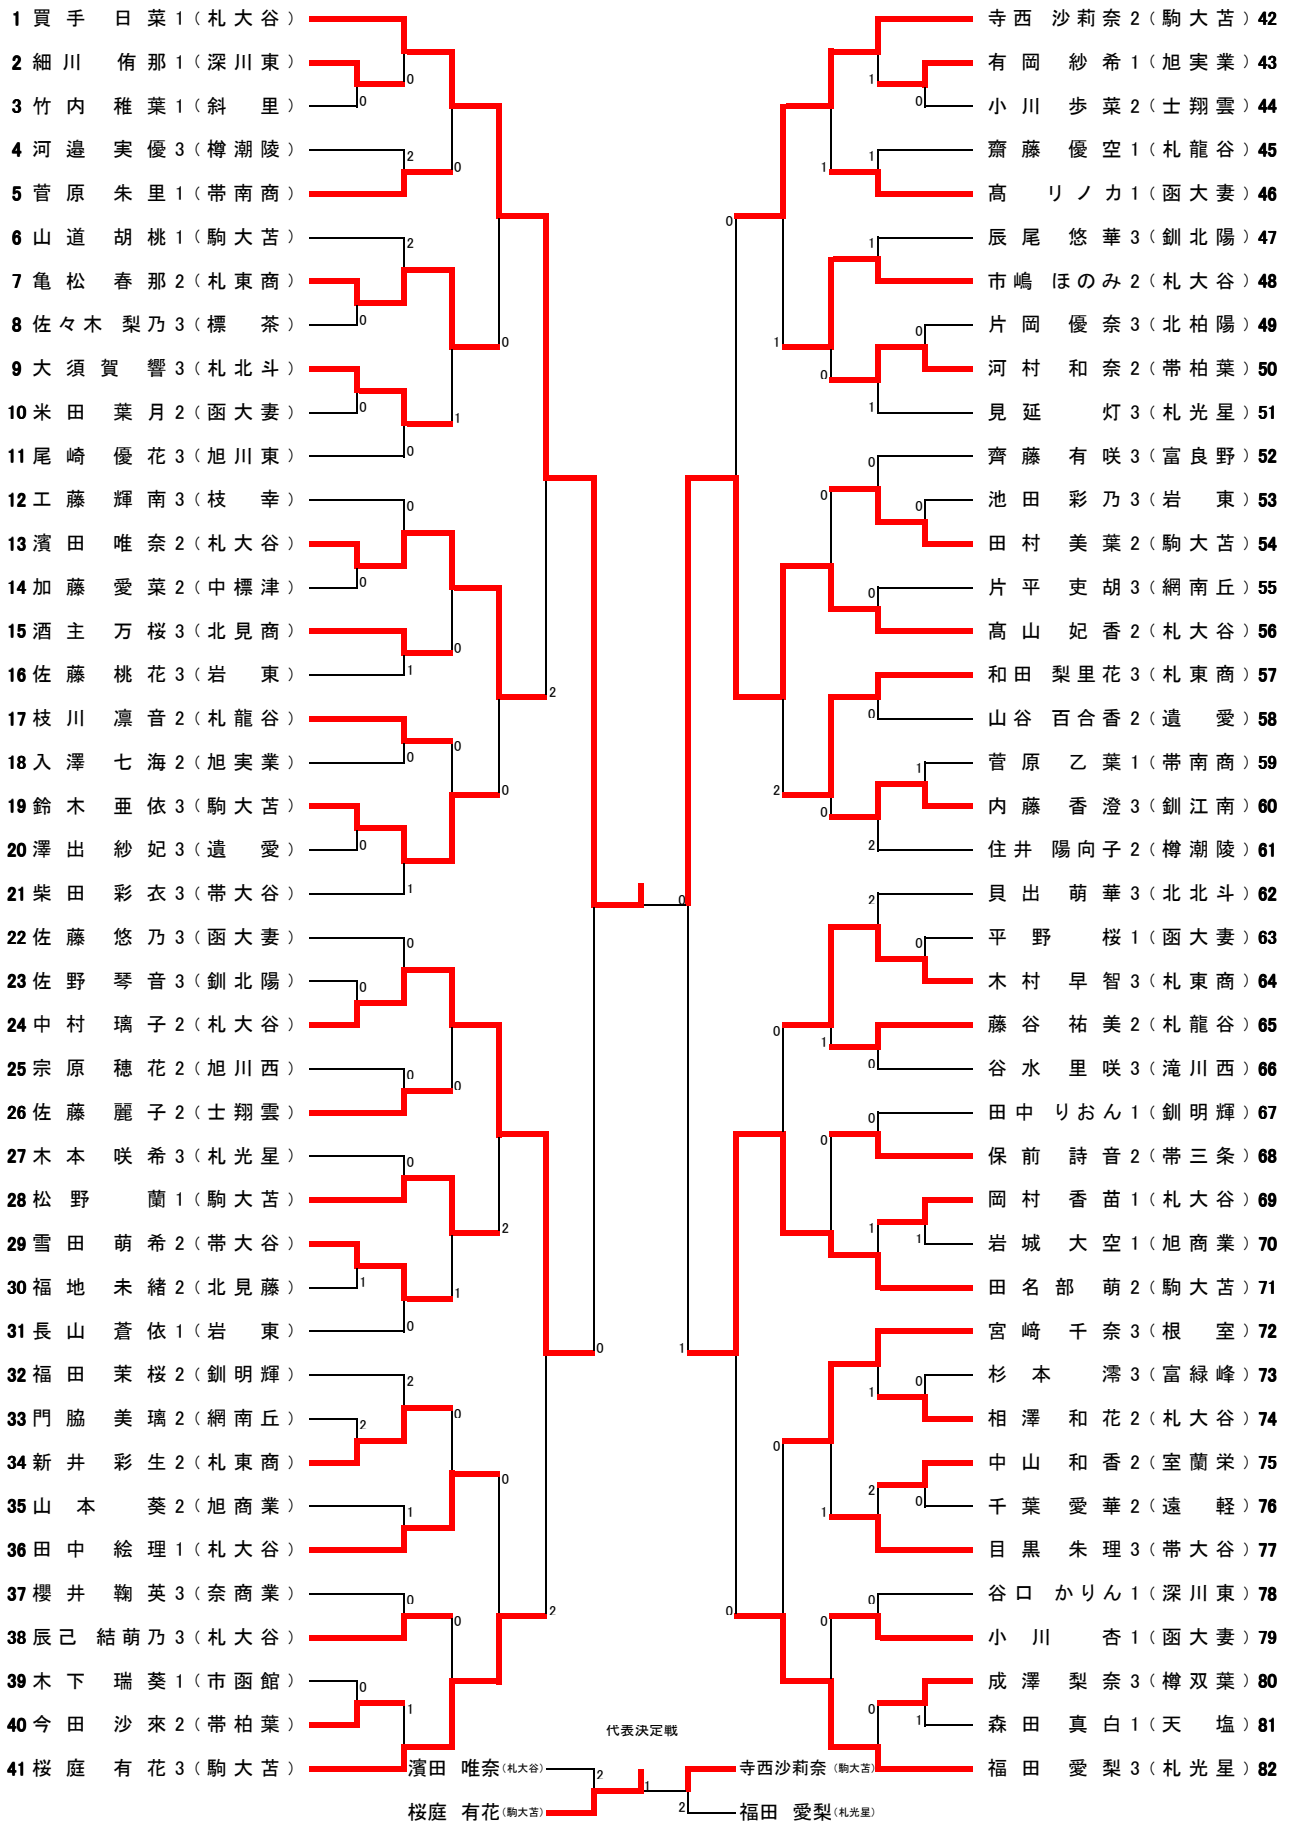 1 買手 日菜 1 (札大谷)
2 細川 侑那 1 (深川東)
3 竹内 稚葉 1 (斜里)
4 河邉 実優 3 (樽潮陵)
5 菅原 朱里 1 (帯南商)
6 山道 胡桃 1 (駒大苫)
7 亀松 春那 2 (札東商)
8 佐々木 梨乃 3 (標茶)
9 大須賀 響 3 (札北斗)
10 米田 葉月 2 (函大妻)
11 尾崎 優花 3 (旭川東)
12 工藤 輝南 3 (枝幸)
13 濱田 唯奈 2 (札大谷)
14 加藤 愛菜 2 (中標津)
15 酒主 万桜 3 (北見商)
16 佐藤 桃花 3 (岩東)
17 枝川 凛音 2 (札龍谷)
18 入澤 七海 2 (旭実業)
19 鈴木 亜依 3 (駒大苫)
20 澤出 紗妃 3 (遺愛)
21 柴田 彩衣 3 (帯大谷)
22 佐藤 悠乃 3 (函大妻)
23 佐野 琴音 3 (釧北陽)
24 中村 璃子 2 (札大谷)
25 宗原 穂花 2 (旭川西)
26 佐藤 麗子 2 (士翔雲)
27 木本 咲希 3 (札光星)
28 松野 蘭 1 (駒大苫)
29 雪田 萌希 2 (帯大谷)
30 福地 未緒 2 (北見藤)
31 長山 蒼依 1 (岩東)
32 福田 茉桜 2 (釧明輝)
33 門脇 美璃 2 (網南丘)
34 新井 彩生 2 (札東商)
35 山本 葵 2 (旭商業)
36 田中 絵理 1 (札大谷)
37 櫻井 鞠英 3 (奈商業)
38 辰己 結萌乃 3 (札大谷)
39 木下 瑞葵 1 (市函館)
40 今田 沙來 2 (帯柏葉)
41 桜庭 有花 3 (駒大苫)
寺西 沙莉奈 2 (駒大苫) 42
有岡 紗希 1 (旭実業) 43
小川 歩菜 2 (士翔雲) 44
齋藤 優空 1 (札龍谷) 45
髙 リノカ 1 (函大妻) 46
辰尾 悠華 3 (釧北陽) 47
市嶋 ほのみ 2 (札大谷) 48
片岡 優奈 3 (北柏陽) 49
河村 和奈 2 (帯柏葉) 50
見延 灯 3 (札光星) 51
齊藤 有咲 3 (富良野) 52
池田 彩乃 3 (岩東) 53
田村 美葉 2 (駒大苫) 54
片平 吏胡 3 (網南丘) 55
髙山 妃香 2 (札大谷) 56
和田 梨里花 3 (札東商) 57
山谷 百合香 2 (遺愛) 58
菅原 乙葉 1 (帯南商) 59
内藤 香澄 3 (釧江南) 60
住井 陽向子 2 (樽潮陵) 61
貝出 萌華 3 (北北斗) 62
平野 桜 1 (函大妻) 63
木村 早智 3 (札東商) 64
藤谷 祐美 2 (札龍谷) 65
谷水 里咲 3 (滝川西) 66
田中 りおん 1 (釧明輝) 67
保前 詩音 2 (帯三条) 68
岡村 香苗 1 (札大谷) 69
岩城 大空 1 (旭商業) 70
田名部 萌 2 (駒大苫) 71
宮﨑 千奈 3 (根室) 72
杉本 澪 3 (富緑峰) 73
相澤 和花 2 (札大谷) 74
中山 和香 2 (室蘭栄) 75
千葉 愛華 2 (遠軽) 76
目黒 朱理 3 (帯大谷) 77
谷口 かりん 1 (深川東) 78
小川 杏 1 (函大妻) 79
成澤 梨奈 3 (樽双葉) 80
森田 真白 1 (天塩) 81
福田 愛梨 3 (札光星) 82
代表決定戦
濱田 唯奈 (札大谷) 2
桜庭 有花 (駒大苫) 1
寺西沙莉奈 (駒大苫)
2 福田 愛梨 (札光星)